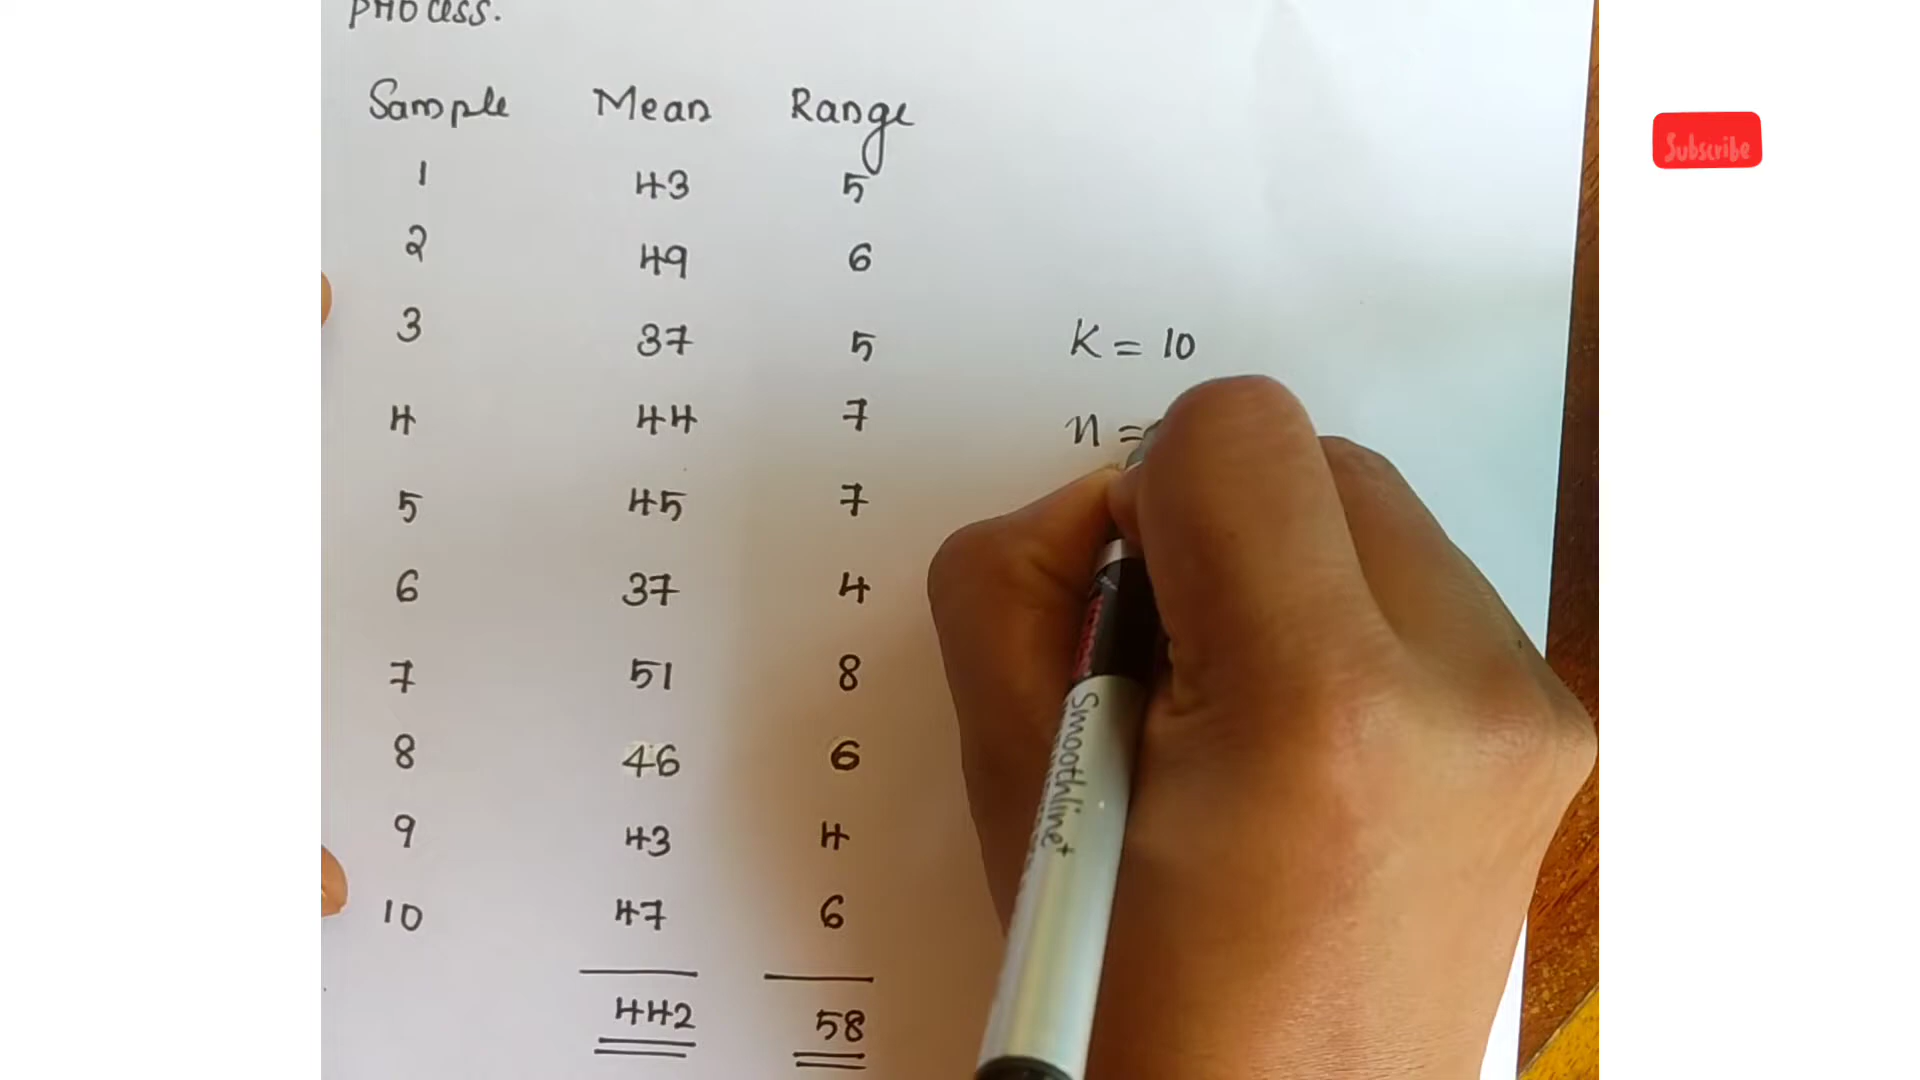 process.
Sample Mean Range
1 43 5
2 49 6
3 37 5
4 44 7
5 45 7
6 37 4
7 51 8
8 46 6
9 43 4
10 47 6
442 58
K = 10
n =
Subscribe
Smoothline+